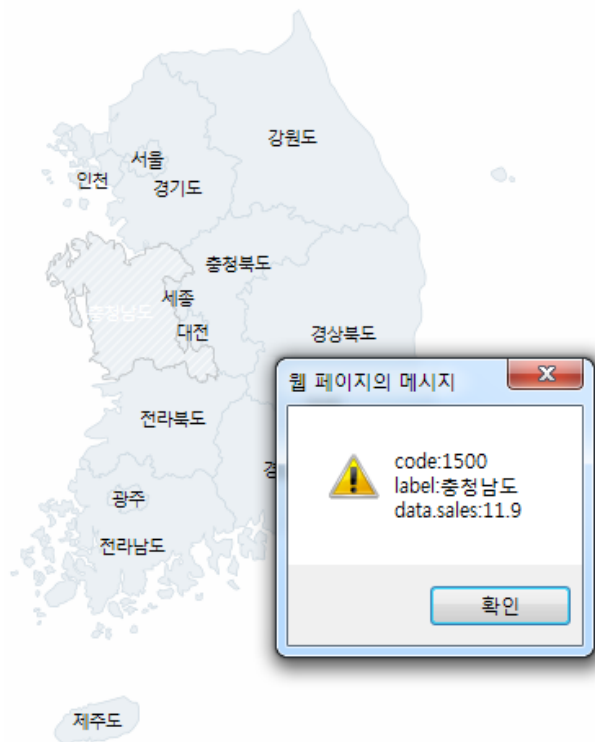 강원도
서울
인천
경기도
충청북도
세종
충청남도
대전
경상북도
웹 페이지의 메시지
전라북도
경
code:1500
label:충청남도
data.sales:11.9
광주
전라남도
확인
제주도